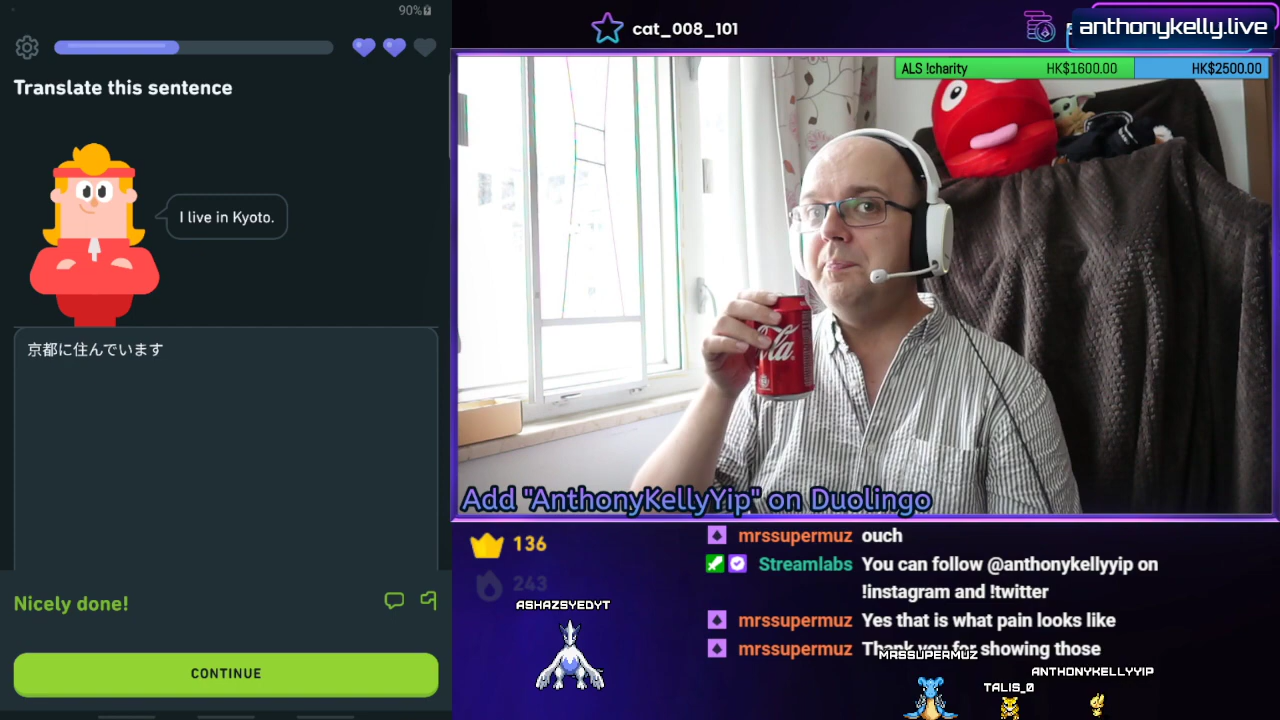 90%
Translate this sentence
I live in Kyoto.
京都に住んでいます
Nicely done!
CONTINUE
cat_008_101
anthonykelly.live
ALS !charity HK$1600.00 HK$2500.00
Cola
Add "AnthonyKellyYip" on Duolingo
136
243
ASHAZSYEDYT
mrssupermuz ouch
Streamlabs You can follow @anthonykellyyip on
!instagram and !twitter
mrssupermuz Yes that is what pain looks like
mrssupermuz Thank you for showing those
MRSSUPERMUZ
ANTHONYKELLYYIP
TALIS_0